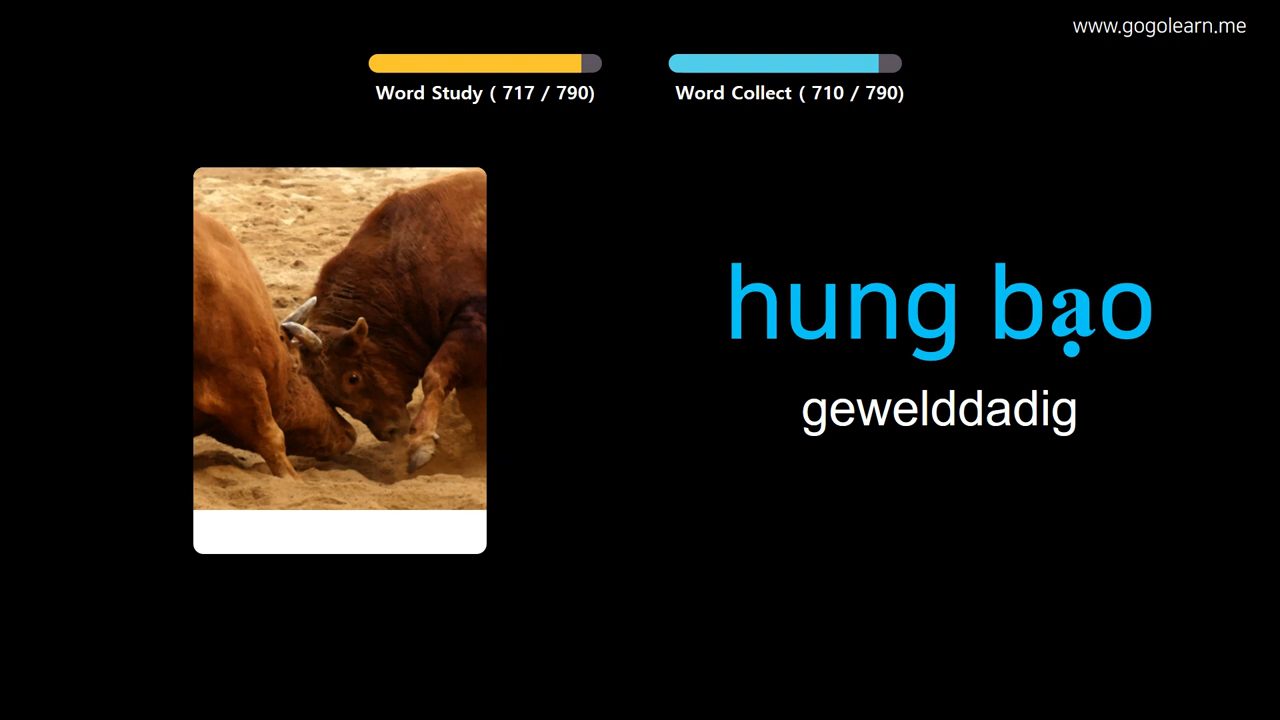 www.gogolearn.me
Word Study ( 717 / 790)
Word Collect ( 710 / 790)
hung bạo
gewelddadig